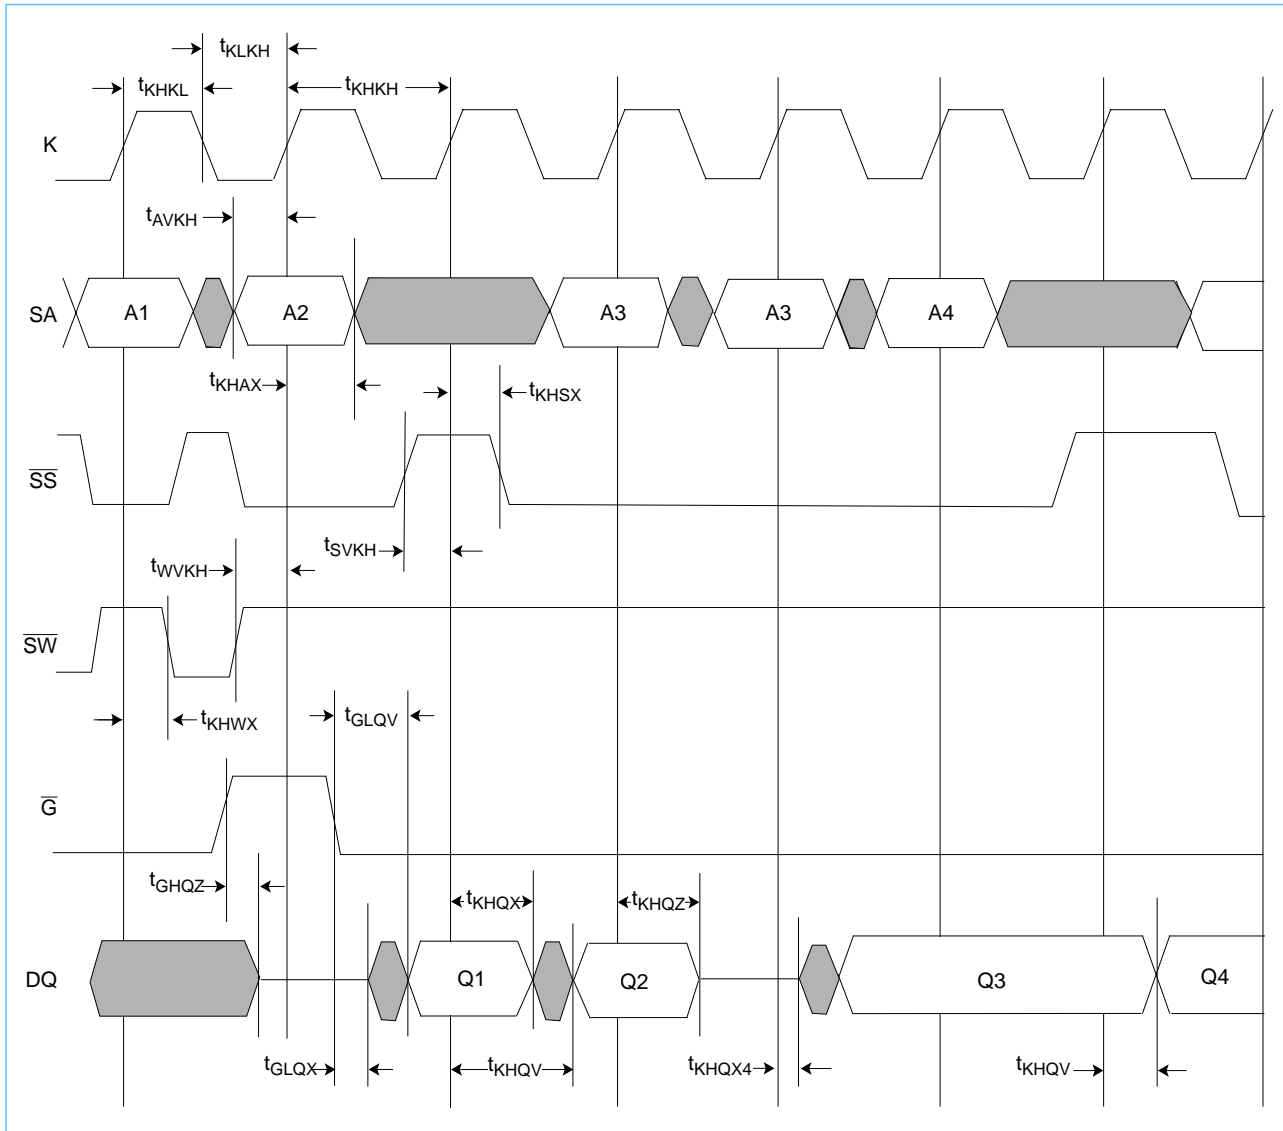 tKLKH
tKHKL
tKHKH
K
tAVKH
SA
A1
A2
A3
A3
A4
tKHAX
tKHSX
SS
tSVKH
tWVKH
SW
tKHWX
tGLQV
G
tGHQZ
tKHQX
tKHQZ
DQ
Q1
Q2
Q3
Q4
tGLQX
tKHQV
tKHQX4
tKHQV